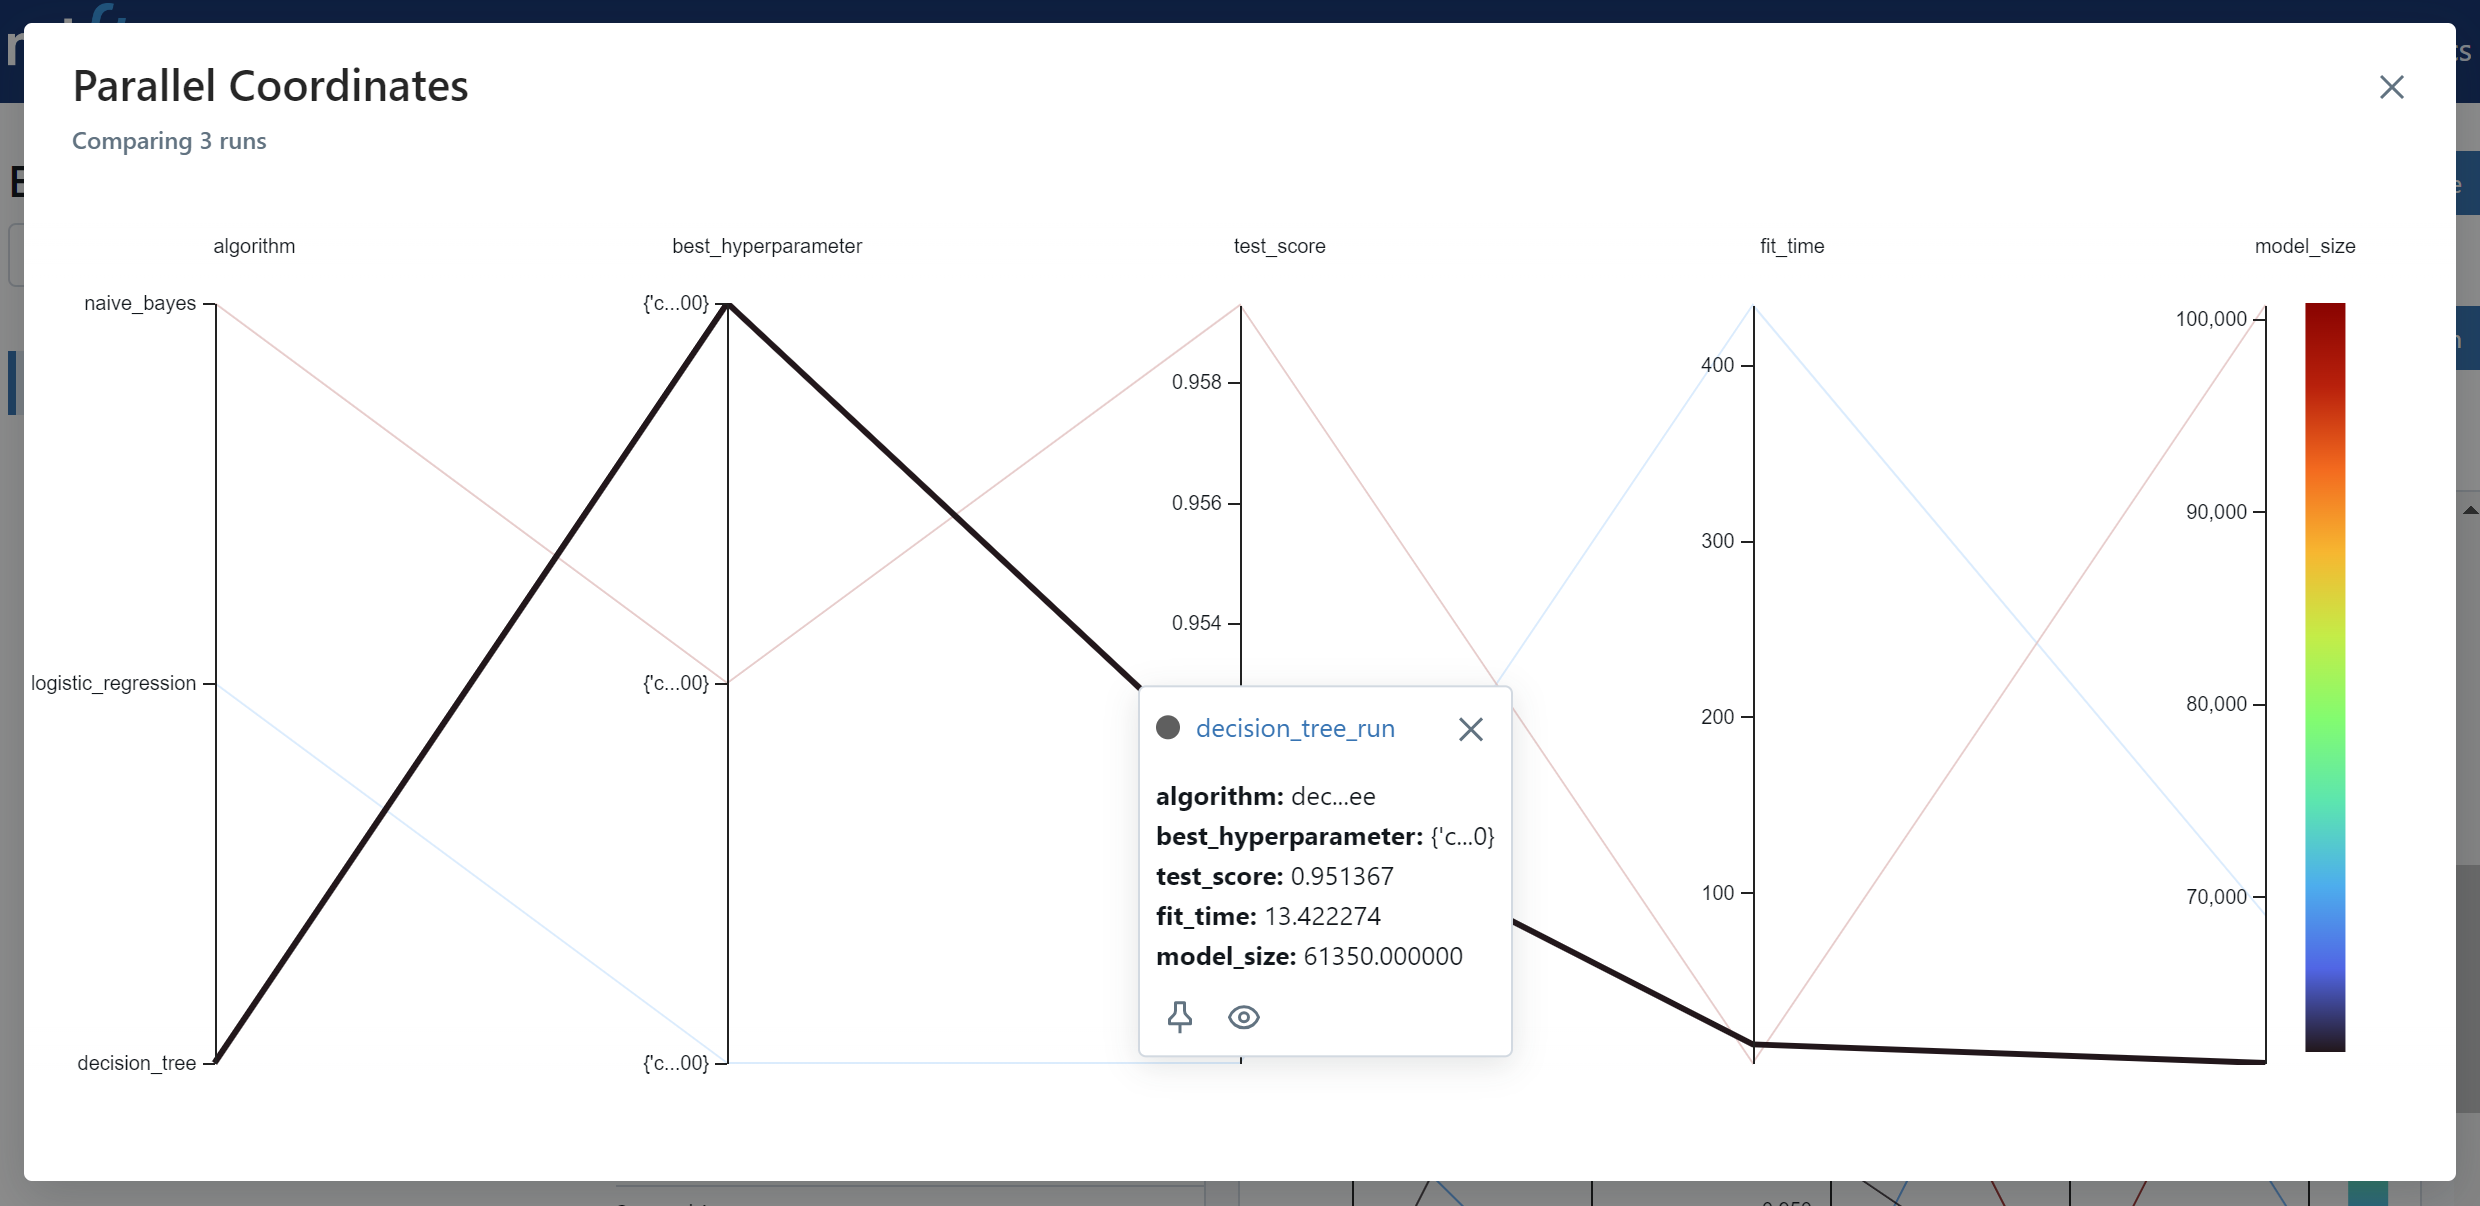 Parallel Coordinates
Comparing 3 runs
algorithm
best_hyperparameter
test_score
fit_time
model_size
naive_bayes
logistic_regression
decision_tree
{'c...00}
{'c...00}
{'c...00}
0.958
0.956
0.954
400
300
200
100
100,000
90,000
80,000
70,000
decision_tree_run
algorithm: dec...ee
best_hyperparameter: {'c...0}
test_score: 0.951367
fit_time: 13.422274
model_size: 61350.000000